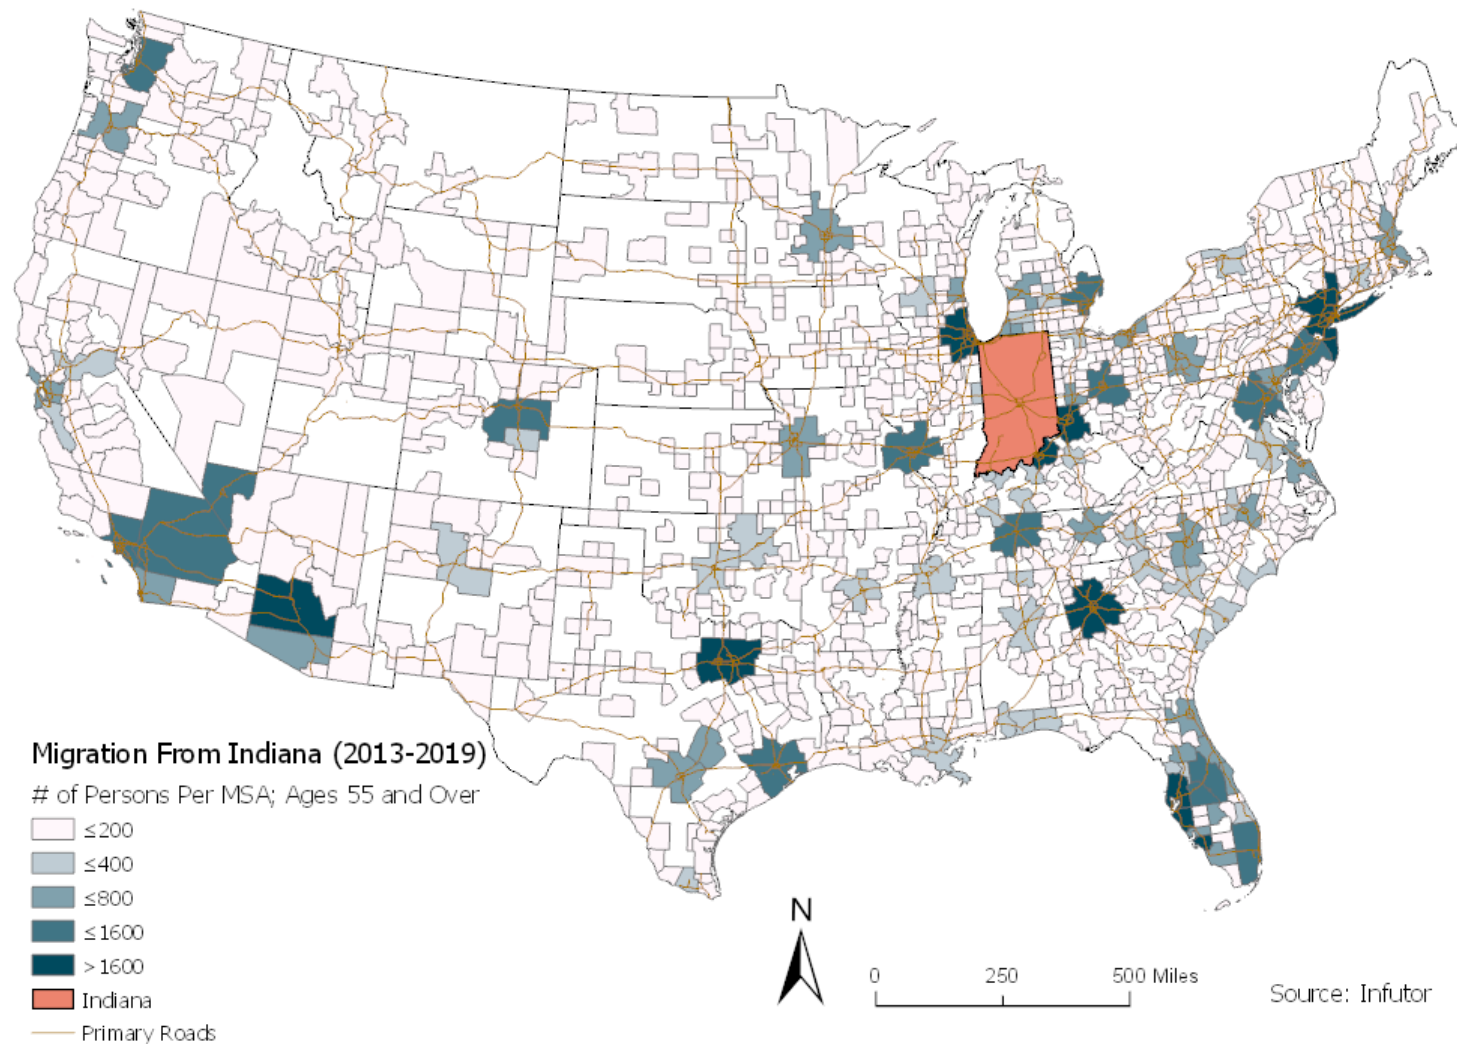 Migration From Indiana (2013-2019)
# of Persons Per MSA; Ages 55 and Over
≤200
≤400
≤800
≤1600
>1600
Indiana
Primary Roads
N
0 250 500 Miles
Source: Infutor